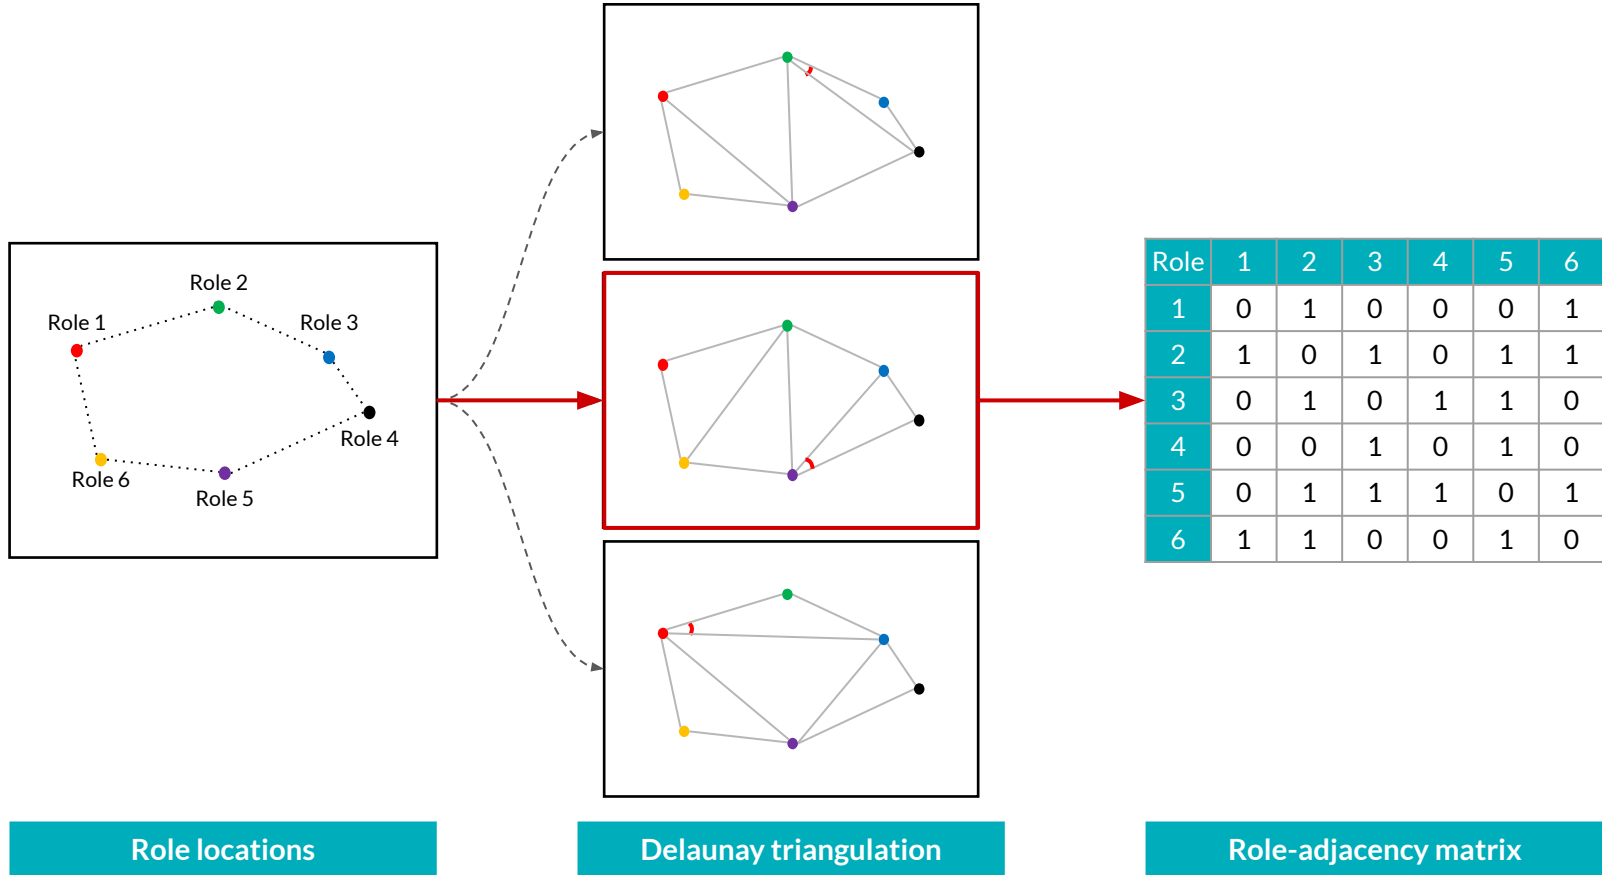 Role 2
Role 1
Role 3
Role 4
Role 6
Role 5
Role 1 2 3 4 5 6
1 0 1 0 0 0 1
2 1 0 1 0 1 1
3 0 1 0 1 1 0
4 0 0 1 0 1 0
5 0 1 1 1 0 1
6 1 1 0 0 1 0
Role locations
Delaunay triangulation
Role-adjacency matrix